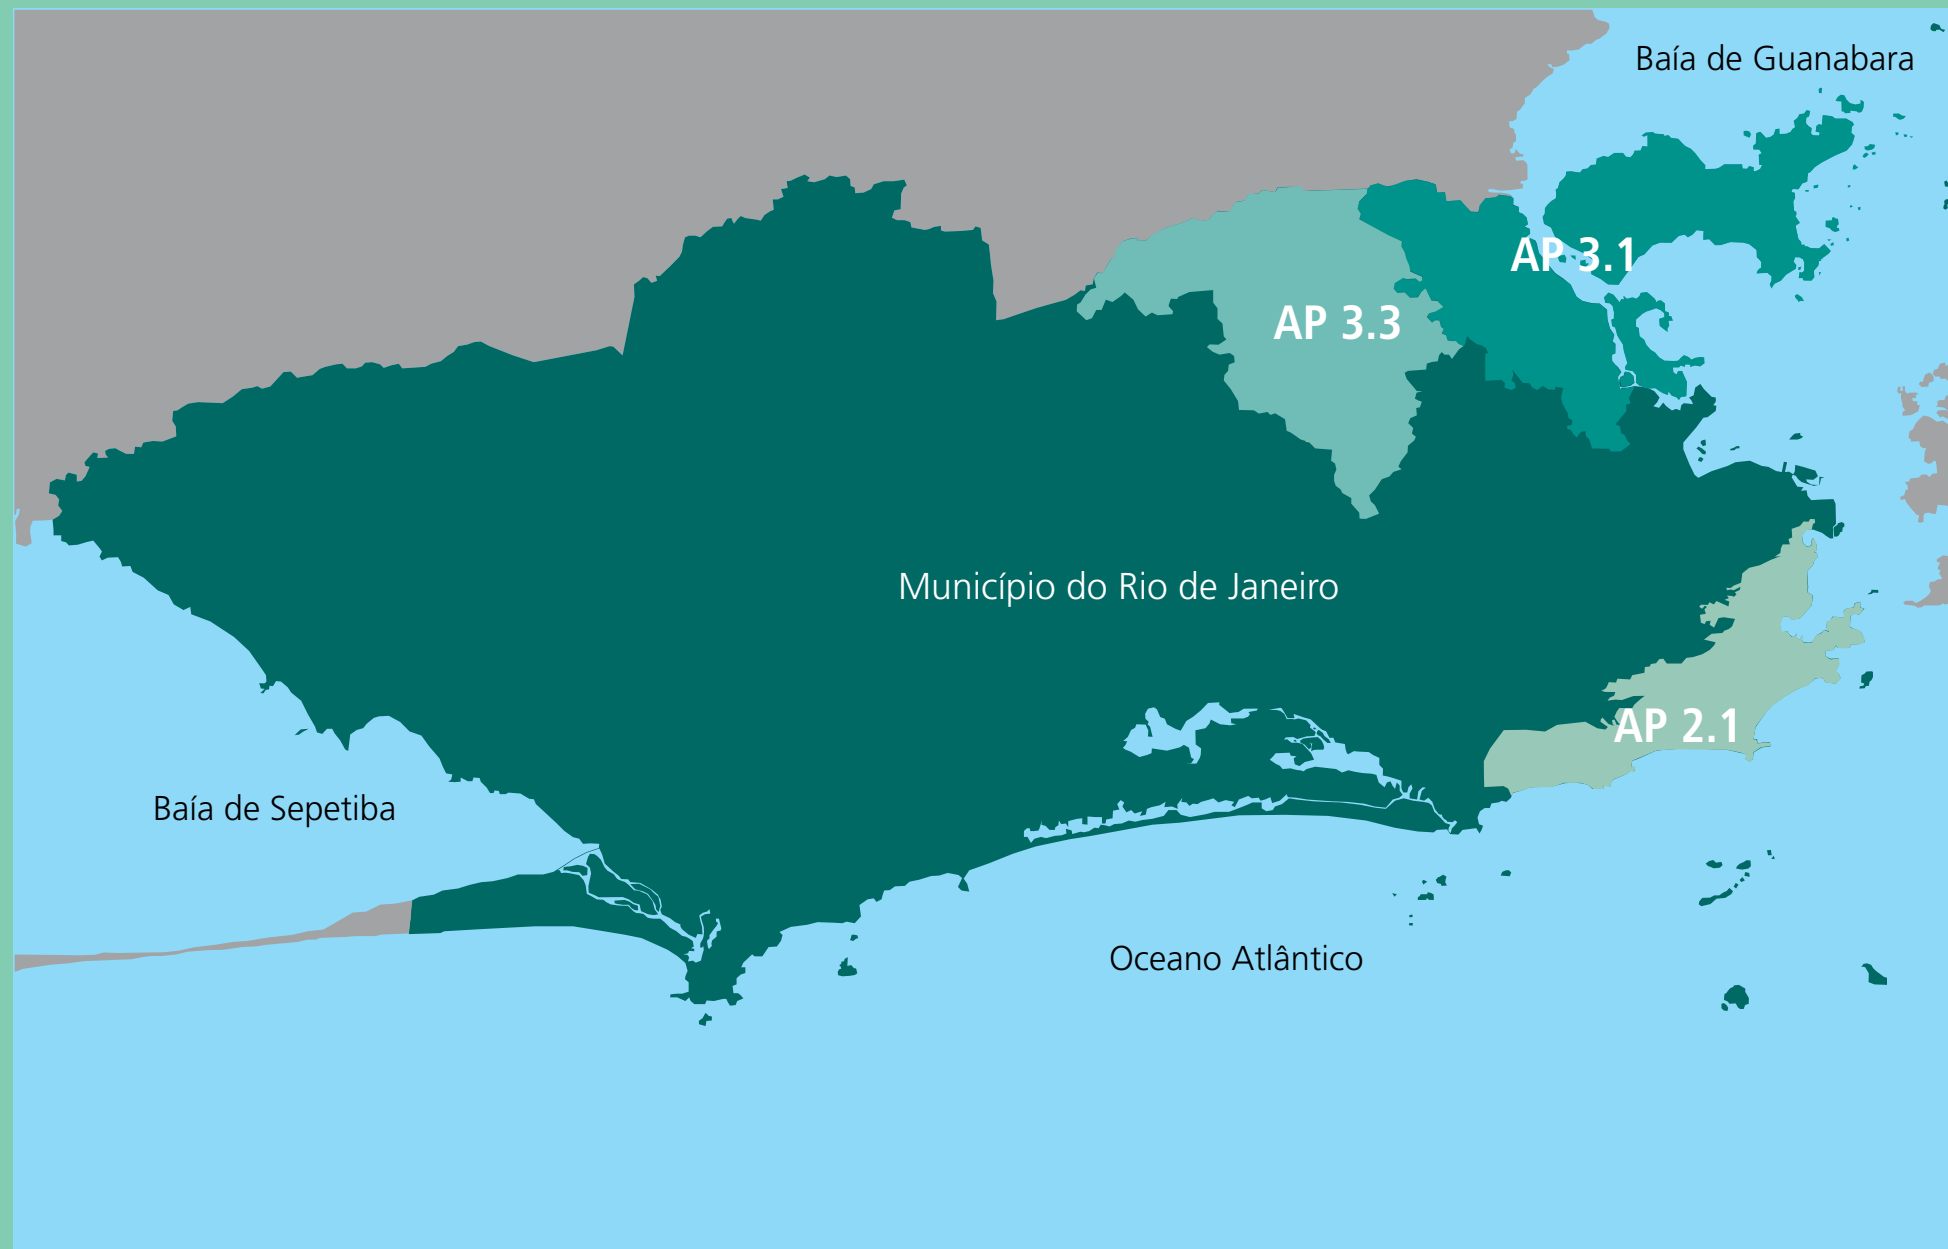 Baía de Guanabara
AP 3.1
AP 3.3
Município do Rio de Janeiro
AP 2.1
Baía de Sepetiba
Oceano Atlântico